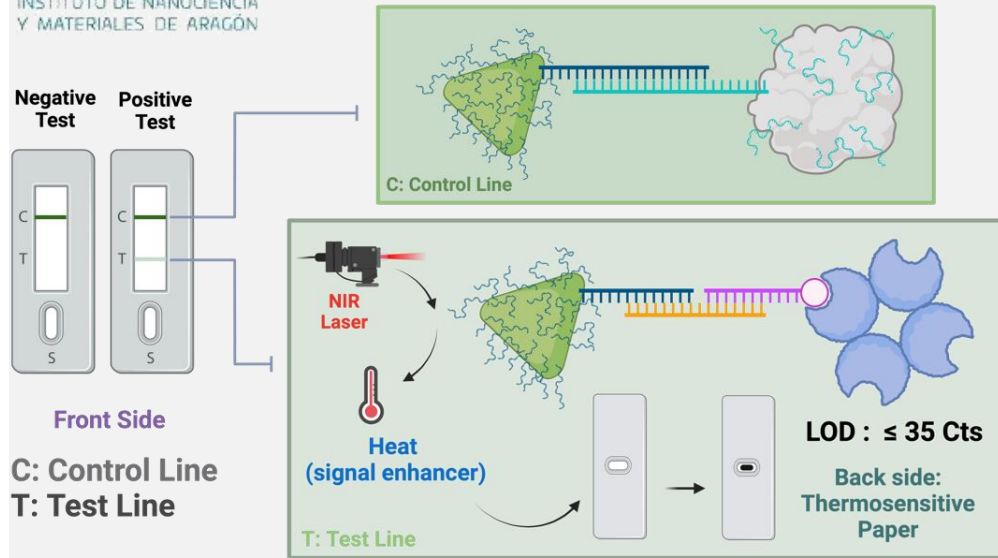 INSTITUTO DE NANOCIENCIA
Y MATERIALES DE ARAGÓN
Negative
Test
Positive
Test
C
T
S
C
T
S
Front Side
C: Control Line
T: Test Line
C: Control Line
NIR
Laser
Heat
(signal enhancer)
T: Test Line
LOD : ≤ 35 Cts
Back side:
Thermosensitive
Paper